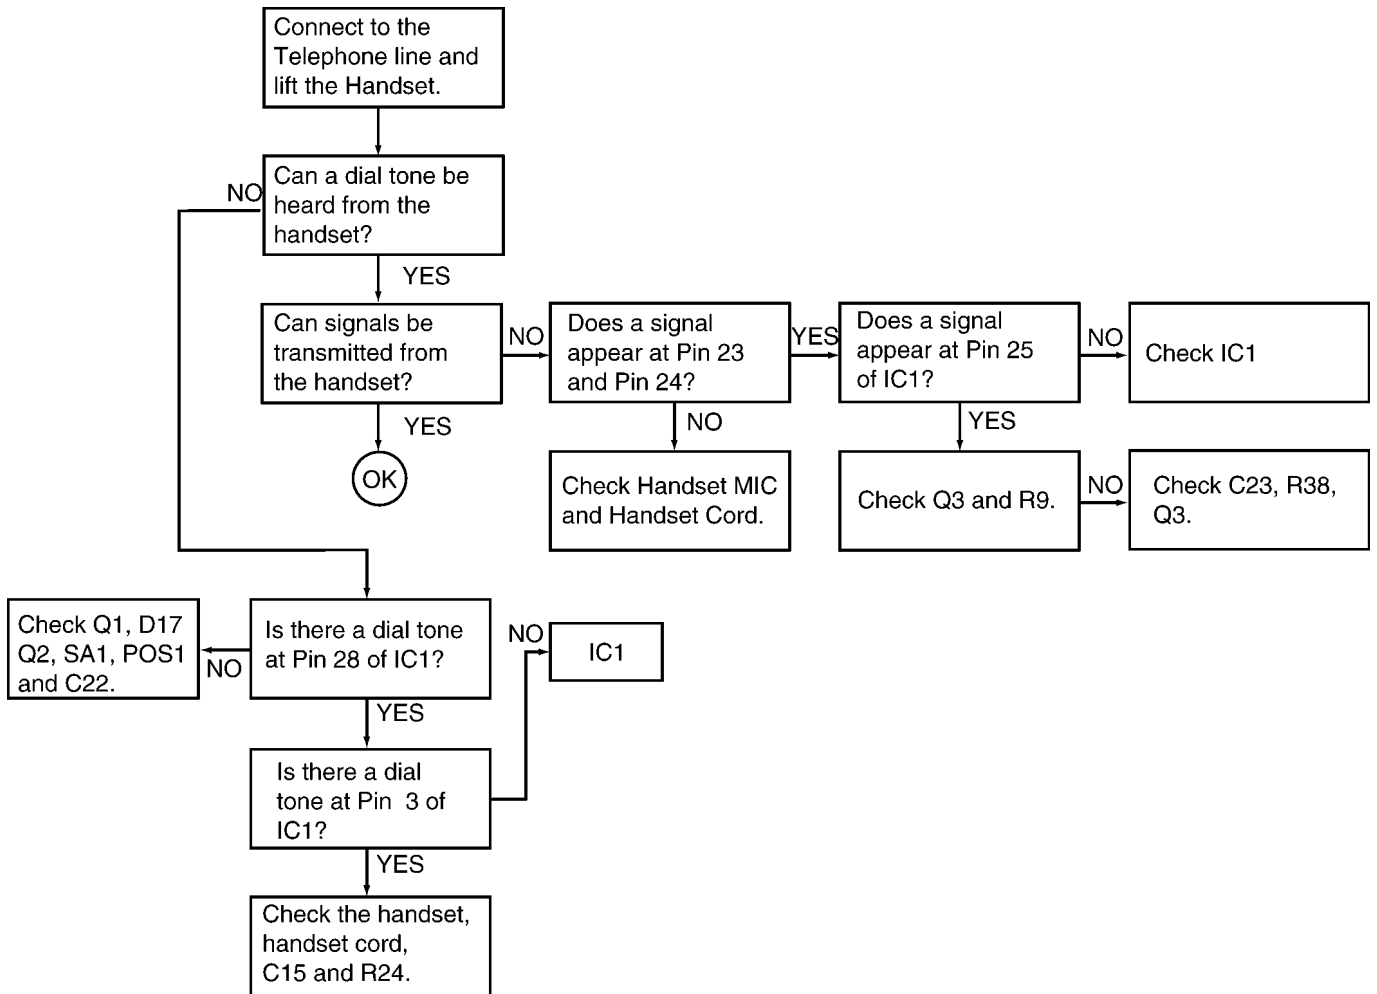 Connect to the
Telephone line and
lift the Handset.
Can a dial tone be
heard from the
handset?
NO
YES
Can signals be
transmitted from
the handset?
NO
YES
OK
Does a signal
appear at Pin 23
and Pin 24?
YES
NO
Does a signal
appear at Pin 25
of IC1?
NO
YES
Check IC1
Check Handset MIC
and Handset Cord.
Check Q3 and R9.
NO
Check C23, R38,
Q3.
Check Q1, D17
Q2, SA1, POS1
and C22.
NO
Is there a dial tone
at Pin 28 of IC1?
YES
NO
IC1
Is there a dial
tone at Pin 3 of
IC1?
YES
Check the handset,
handset cord,
C15 and R24.